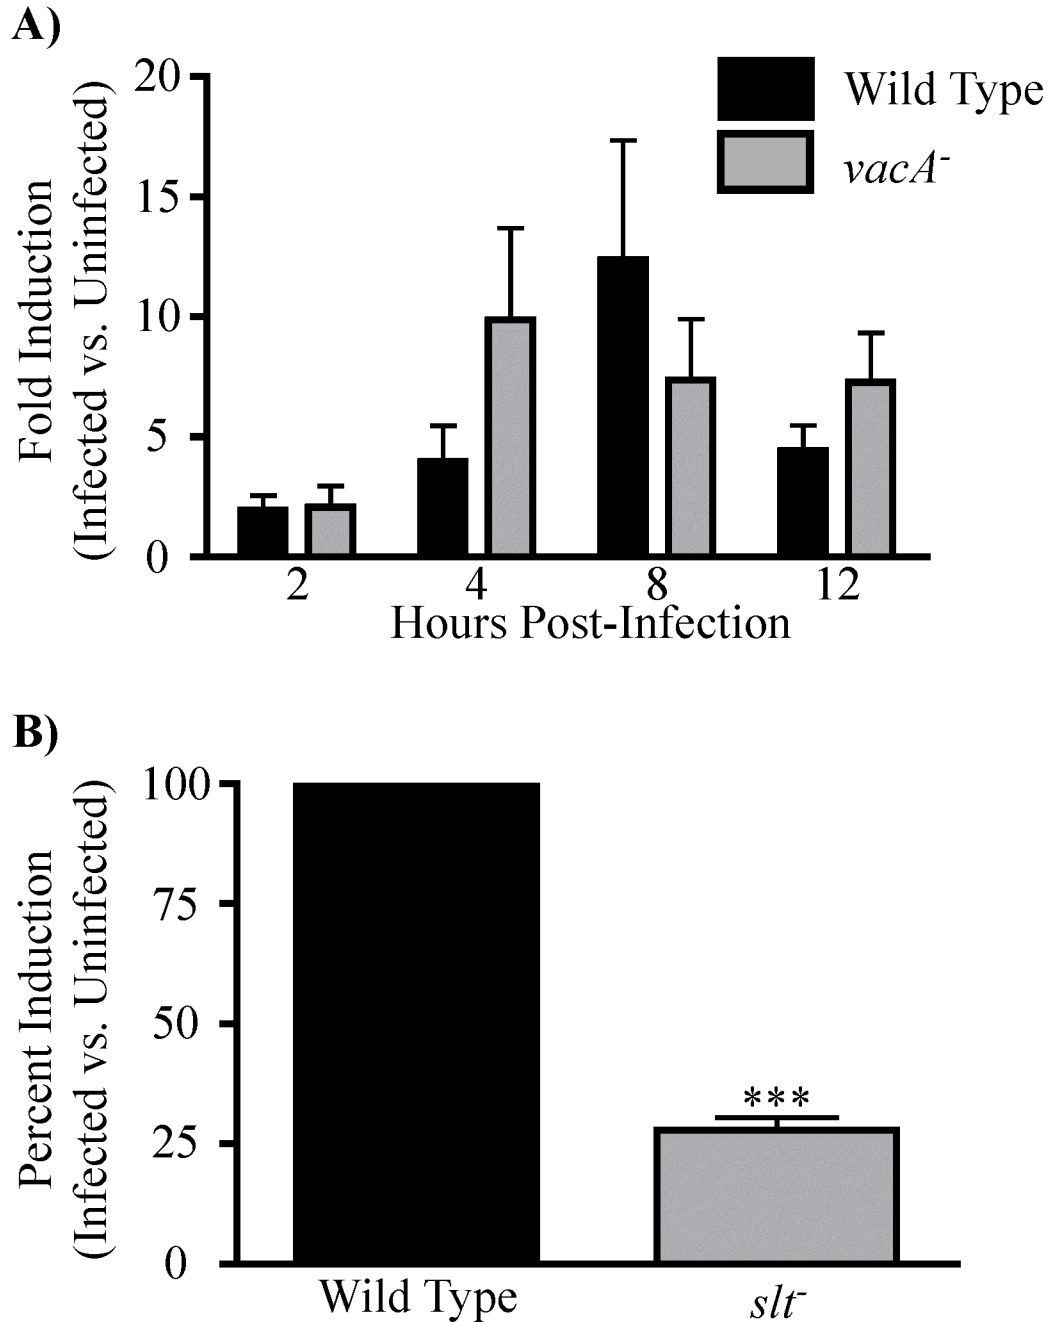 A)
Fold Induction
(Infected vs. Uninfected)
20
15
10
5
0
Wild Type
vacA-
2 4 8 12
Hours Post-Infection
B)
Percent Induction
(Infected vs. Uninfected)
100
75
50
25
0
***
Wild Type
slt-